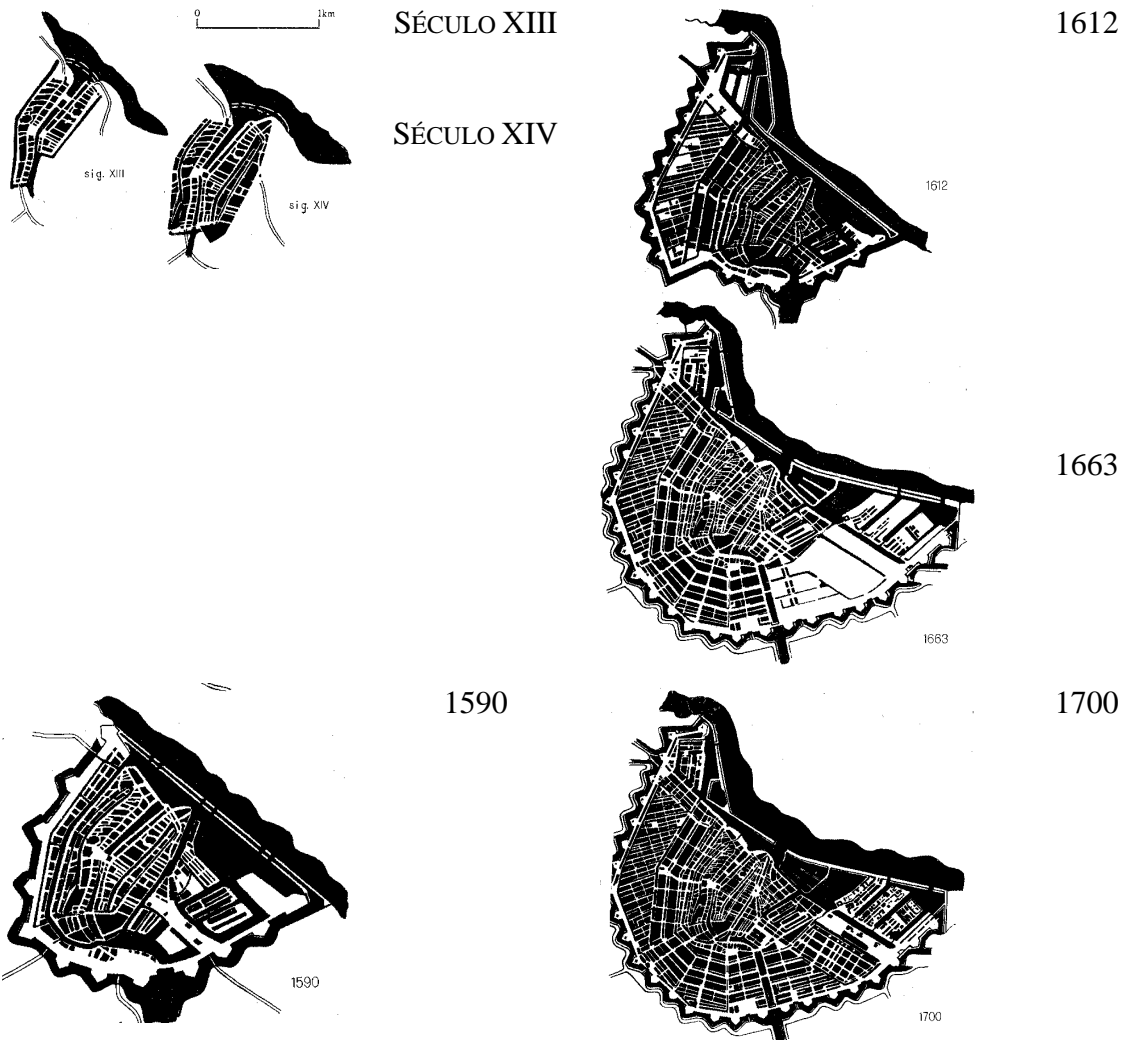 0 1km
SÉCULO XIII
1612
SÉCULO XIV
sig. XIII
sig. XIV
1612
1663
1663
1590
1700
1590
1700